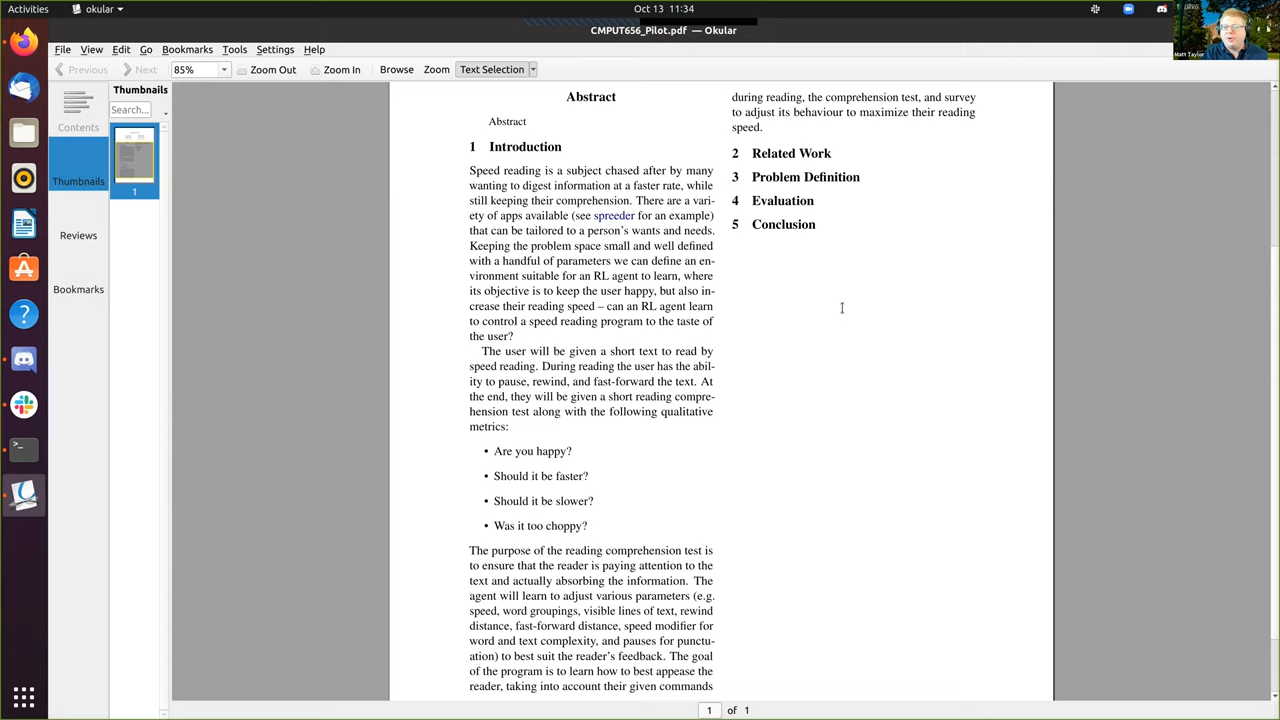 Activities
okular
Oct 13 11:34
CMPUT656_Pilot.pdf — Okular
Matt Taylor
File View Edit Go Bookmarks Tools Settings Help
Previous Next 85% Zoom Out Zoom In Browse Zoom Text Selection
Contents
Thumbnails
Reviews
Bookmarks
Thumbnails
Search...
1
Abstract
Abstract
1 Introduction
Speed reading is a subject chased after by many
wanting to digest information at a faster rate, while
still keeping their comprehension. There are a vari-
ety of apps available (see spreeder for an example)
that can be tailored to a person's wants and needs.
Keeping the problem space small and well defined
with a handful of parameters we can define an en-
vironment suitable for an RL agent to learn, where
its objective is to keep the user happy, but also in-
crease their reading speed – can an RL agent learn
to control a speed reading program to the taste of
the user?
The user will be given a short text to read by
speed reading. During reading the user has the abil-
ity to pause, rewind, and fast-forward the text. At
the end, they will be given a short reading compre-
hension test along with the following qualitative
metrics:
• Are you happy?
• Should it be faster?
• Should it be slower?
• Was it too choppy?
The purpose of the reading comprehension test is
to ensure that the reader is paying attention to the
text and actually absorbing the information. The
agent will learn to adjust various parameters (e.g.
speed, word groupings, visible lines of text, rewind
distance, fast-forward distance, speed modifier for
word and text complexity, and pauses for punctu-
ation) to best suit the reader's feedback. The goal
of the program is to learn how to best appease the
reader, taking into account their given commands
during reading, the comprehension test, and survey
to adjust its behaviour to maximize their reading
speed.
2 Related Work
3 Problem Definition
4 Evaluation
5 Conclusion
1 of 1